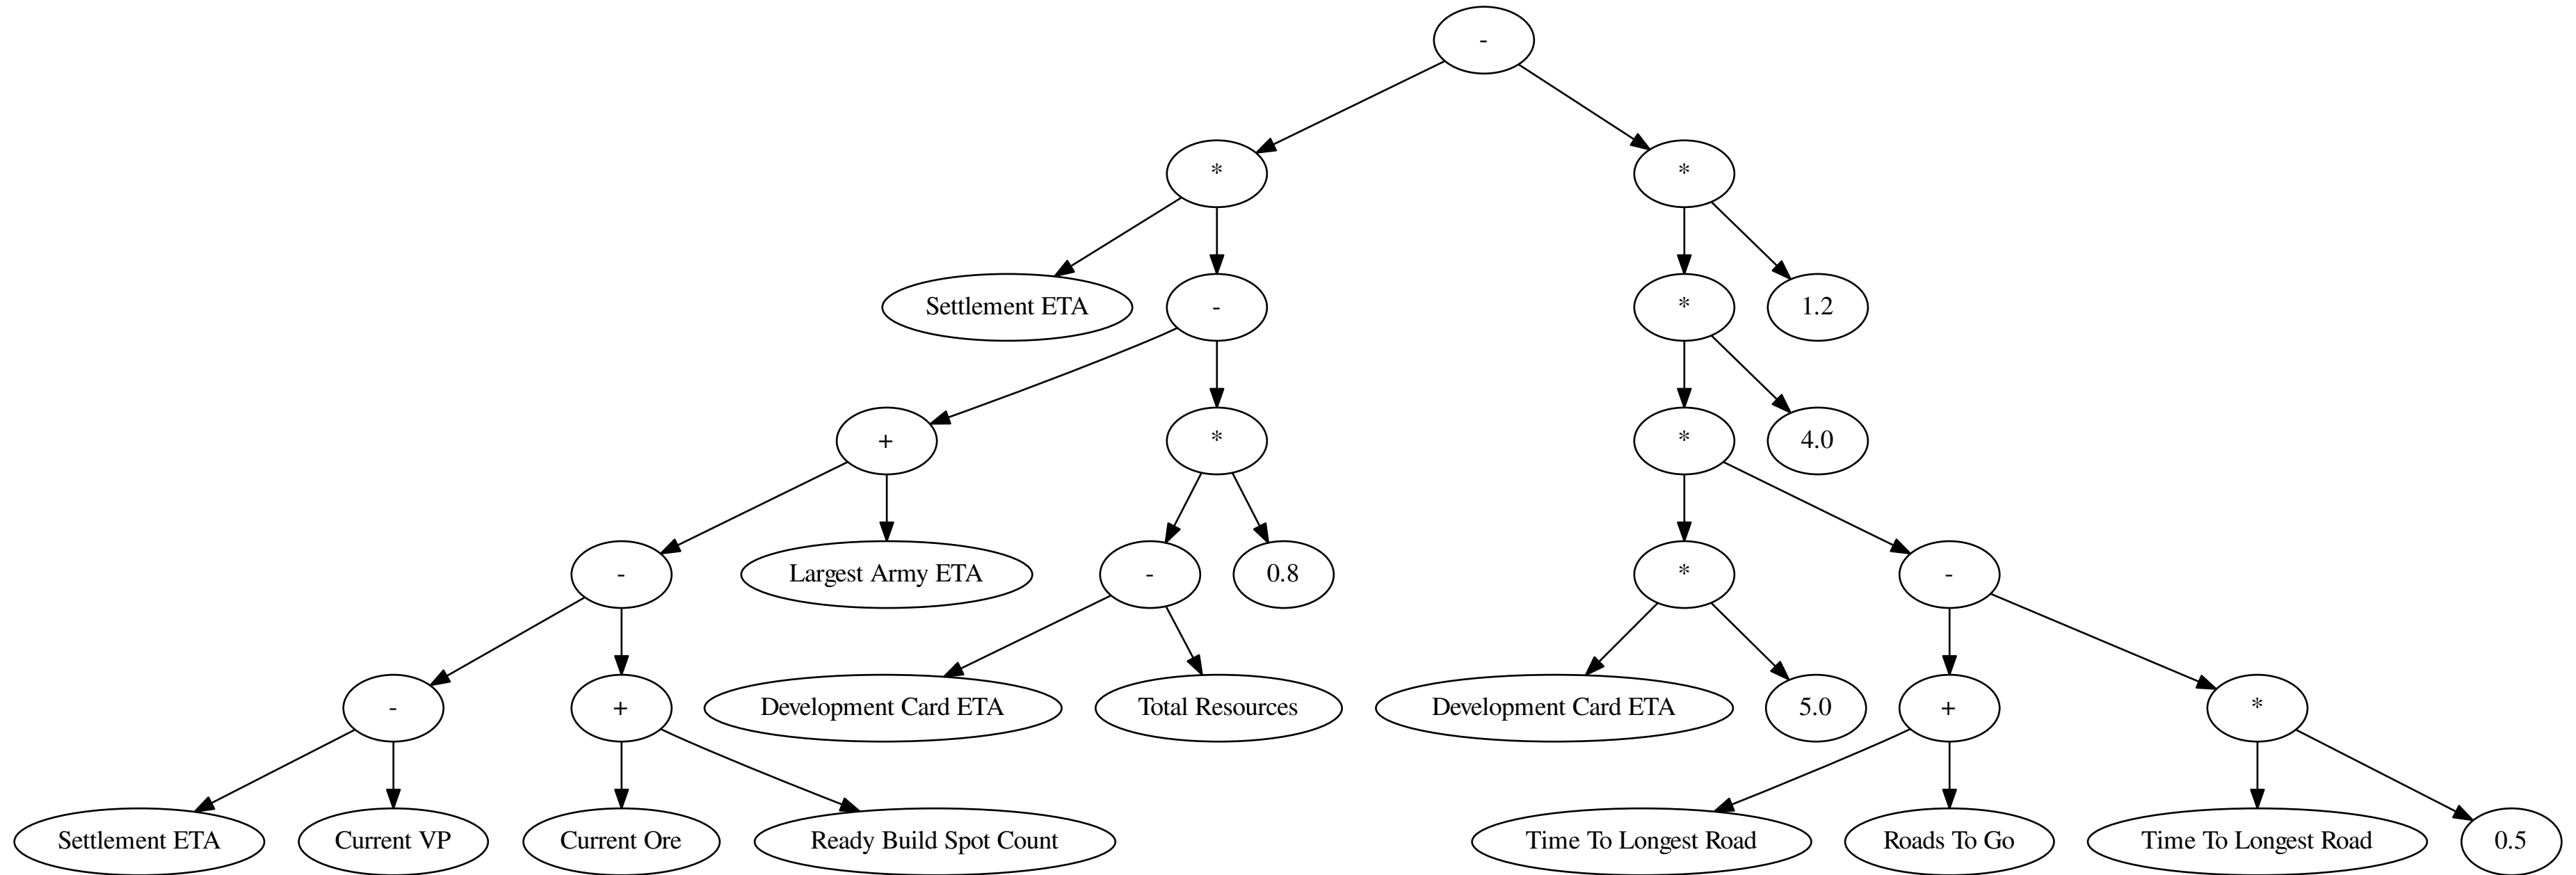 -
*
*
Settlement ETA
-
*
1.2
+
*
*
4.0
-
Largest Army ETA
-
0.8
*
-
-
+
Development Card ETA
Total Resources
Development Card ETA
5.0
+
*
Settlement ETA
Current VP
Current Ore
Ready Build Spot Count
Time To Longest Road
Roads To Go
Time To Longest Road
0.5